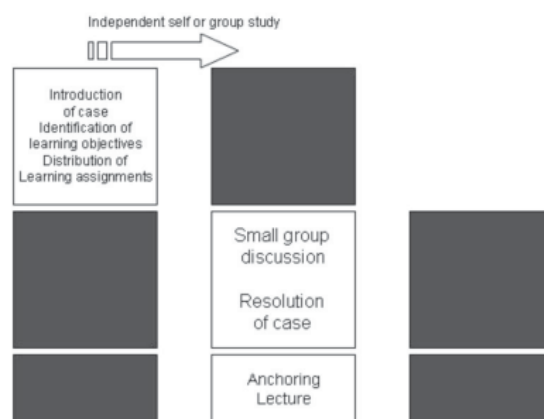 Independent self or group study
Introduction
of case
Identification of
learning objectives
Distribution of
Learning assignments
Small group
discussion
Resolution
of case
Anchoring
Lecture